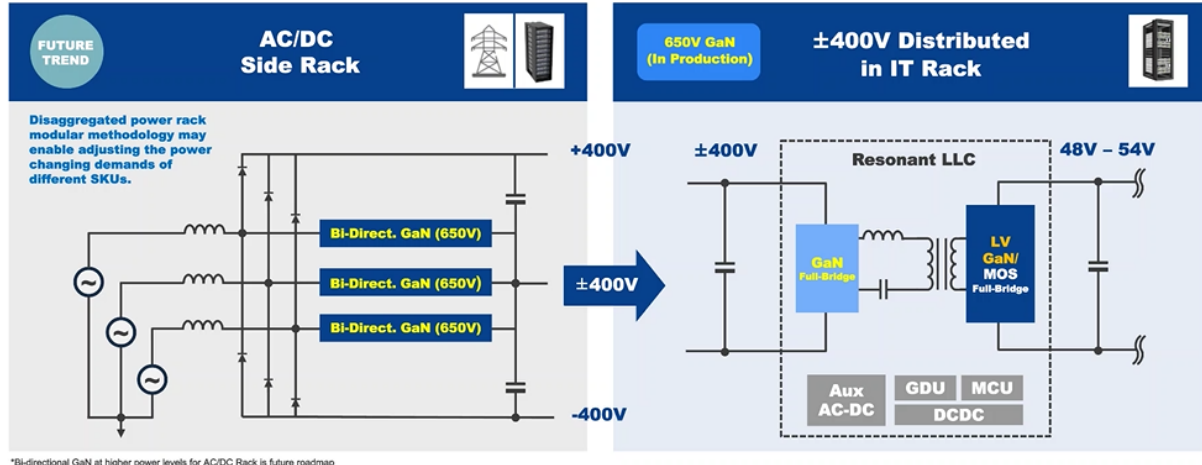 FUTURE
TREND
AC/DC
Side Rack
Disaggregated power rack
modular methodology may
enable adjusting the power
changing demands of
different SKUs.
+400V
Bi-Direct. GaN (650V)
Bi-Direct. GaN (650V)
Bi-Direct. GaN (650V)
-400V
±400V
650V GaN
(In Production)
±400V Distributed
in IT Rack
±400V
Resonant LLC
48V – 54V
GaN
Full-Bridge
LV
GaN/
MOS
Full-Bridge
Aux
AC-DC
GDU
MCU
DCDC
*Bi-directional GaN at higher power levels for AC/DC Rack is future roadmap